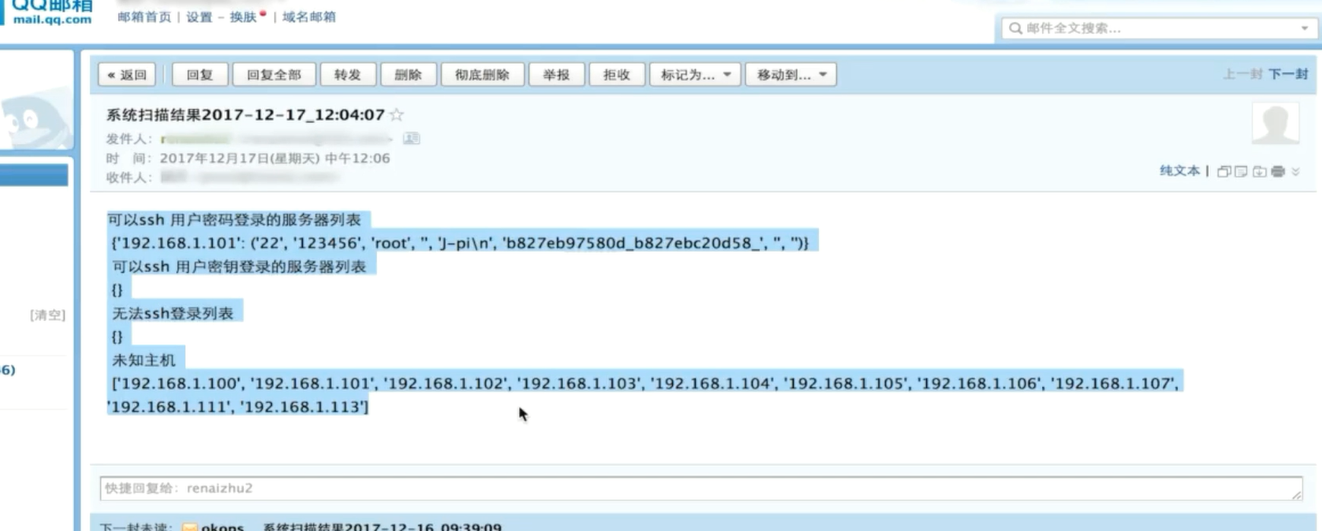 QQ邮箱
mail.qq.com
邮箱首页 | 设置 - 换肤 | 域名邮箱
邮件全文搜索...
« 返回 回复 回复全部 转发 删除 彻底删除 举报 拒收 标记为... 移动到... 上一封 下一封
系统扫描结果2017-12-17_12:04:07
发件人:
时 间: 2017年12月17日(星期天) 中午12:06
收件人:
纯文本 |
可以ssh 用户密码登录的服务器列表
{'192.168.1.101': ('22', '123456', 'root', '', 'J-pi\n', 'b827eb97580d_b827ebc20d58_', '', '')}
可以ssh 用户密钥登录的服务器列表
{}
[清空]
无法ssh登录列表
{}
未知主机
6)
['192.168.1.100', '192.168.1.101', '192.168.1.102', '192.168.1.103', '192.168.1.104', '192.168.1.105', '192.168.1.106', '192.168.1.107',
'192.168.1.111', '192.168.1.113']
快捷回复给: renaizhu2
下一封未读: okops 系统扫描结果2017-12-16_09:39:09